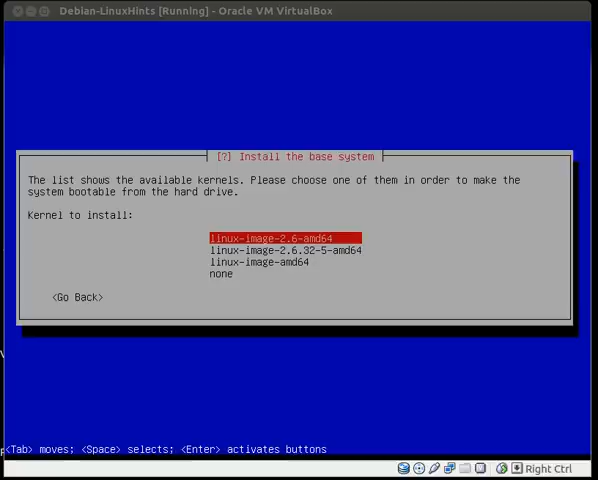 Debian-LinuxHints [Running] - Oracle VM VirtualBox
[?] Install the base system
The list shows the available kernels. Please choose one of them in order to make the
system bootable from the hard drive.
Kernel to install:
linux-image-2.6-amd64
linux-image-2.6.32-5-amd64
linux-image-amd64
none
<Go Back>
<Tab> moves; <Space> selects; <Enter> activates buttons
Right Ctrl